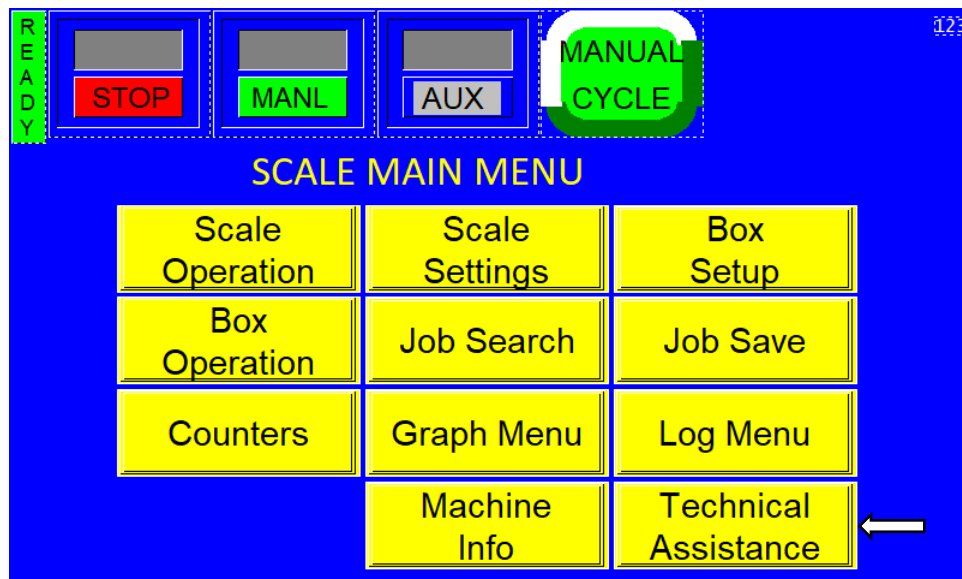 READY
STOP
MANL
AUX
MANUAL
CYCLE
123
SCALE MAIN MENU
Scale
Operation
Scale
Settings
Box
Setup
Box
Operation
Job Search
Job Save
Counters
Graph Menu
Log Menu
Machine
Info
Technical
Assistance